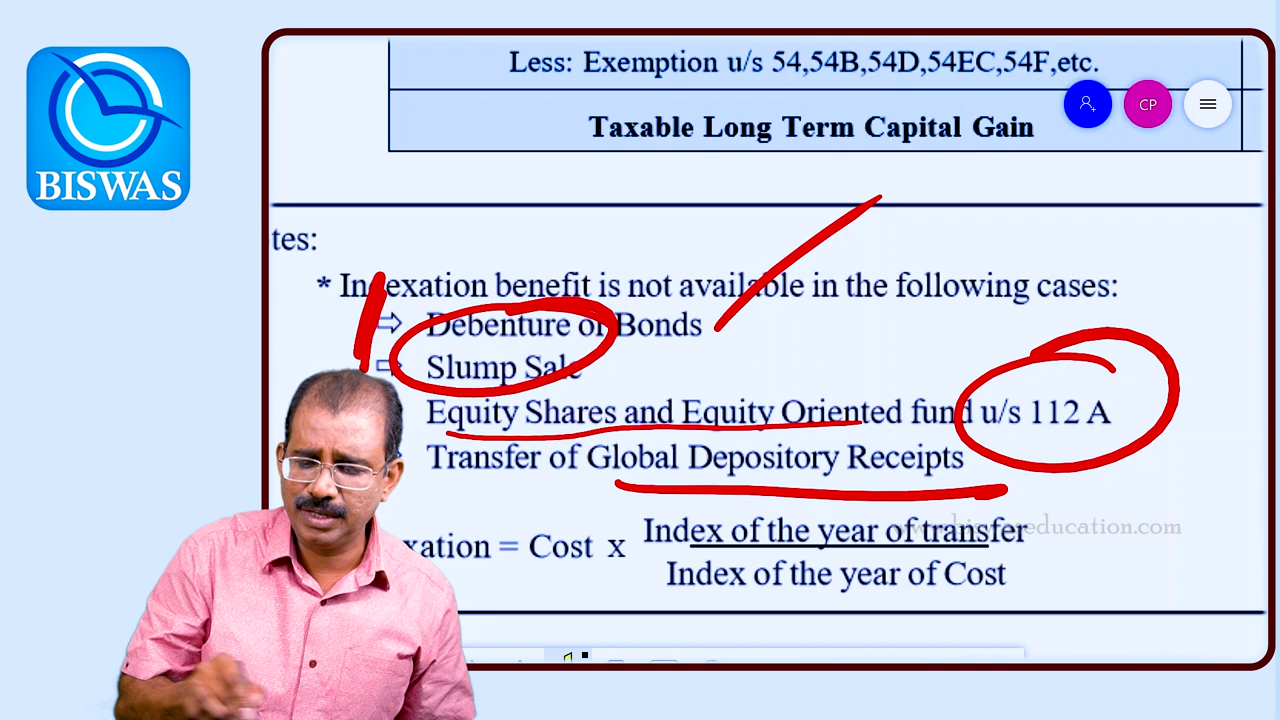 Less: Exemption u/s 54,54B,54D,54EC,54F,etc.
Taxable Long Term Capital Gain
CP
BISWAS
tes:
* Indexation benefit is not available in the following cases:
⇨ Debenture or Bonds
⇨ Slump Sale
Equity Shares and Equity Oriented fund u/s 112 A
Transfer of Global Depository Receipts
xation = Cost x Index of the year of transfer
Index of the year of Cost